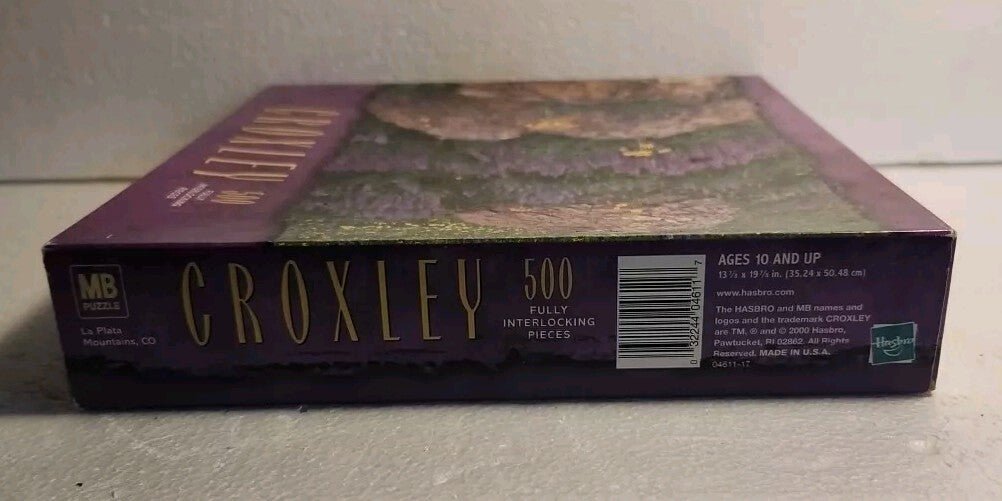 CROXLEY
500
MB
PUZZLE
La Plata
Mountains, CO
CROXLEY
500
FULLY
INTERLOCKING
PIECES
AGES 10 AND UP
13 7/8 x 19 7/8 in. (35.24 x 50.48 cm)
www.hasbro.com
The HASBRO and MB names and
logos and the trademark CROXLEY
are TM, ® and © 2000 Hasbro,
Pawtucket, RI 02862. All Rights
Reserved. MADE IN U.S.A.
04611-17
Hasbro